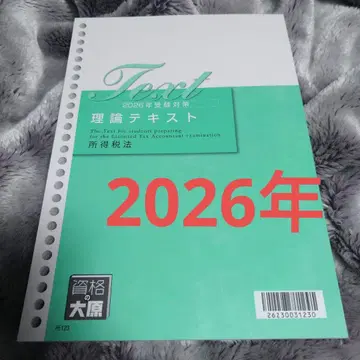 Text
2026年受験対策
理論テキスト
The Text for students preparing
for the Licensed Tax Accountant examination
所得税法
2026年
資格
の
大原
26230031230